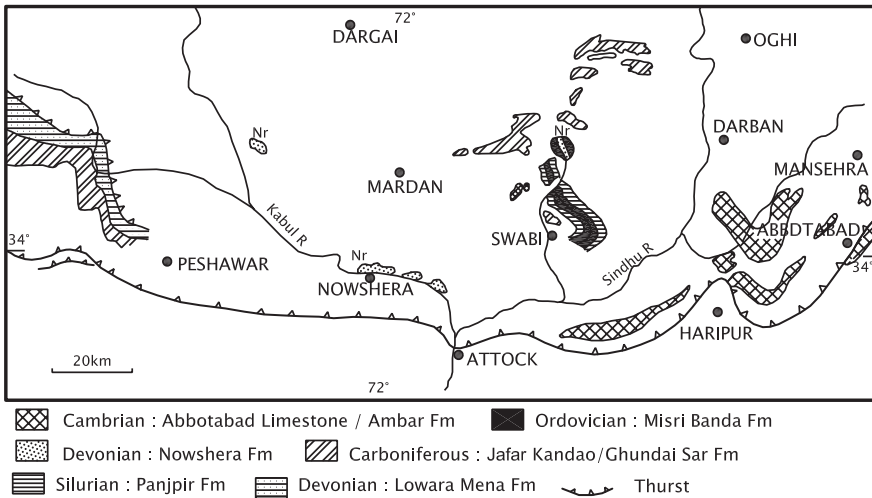 72°
DARGAI
OGHI
Nr
Nr
DARBAN
MANSEHRA
MARDAN
Kabul R
34°
PESHAWAR
SWABI
Sindhu R
ABBDTABAD
34°
Nr
NOWSHERA
HARIPUR
20km
ATTOCK
72°
Cambrian : Abbotabad Limestone / Ambar Fm
Ordovician : Misri Banda Fm
Devonian : Nowshera Fm
Carboniferous : Jafar Kandao/Ghundai Sar Fm
Silurian : Panjpir Fm
Devonian : Lowara Mena Fm
Thurst